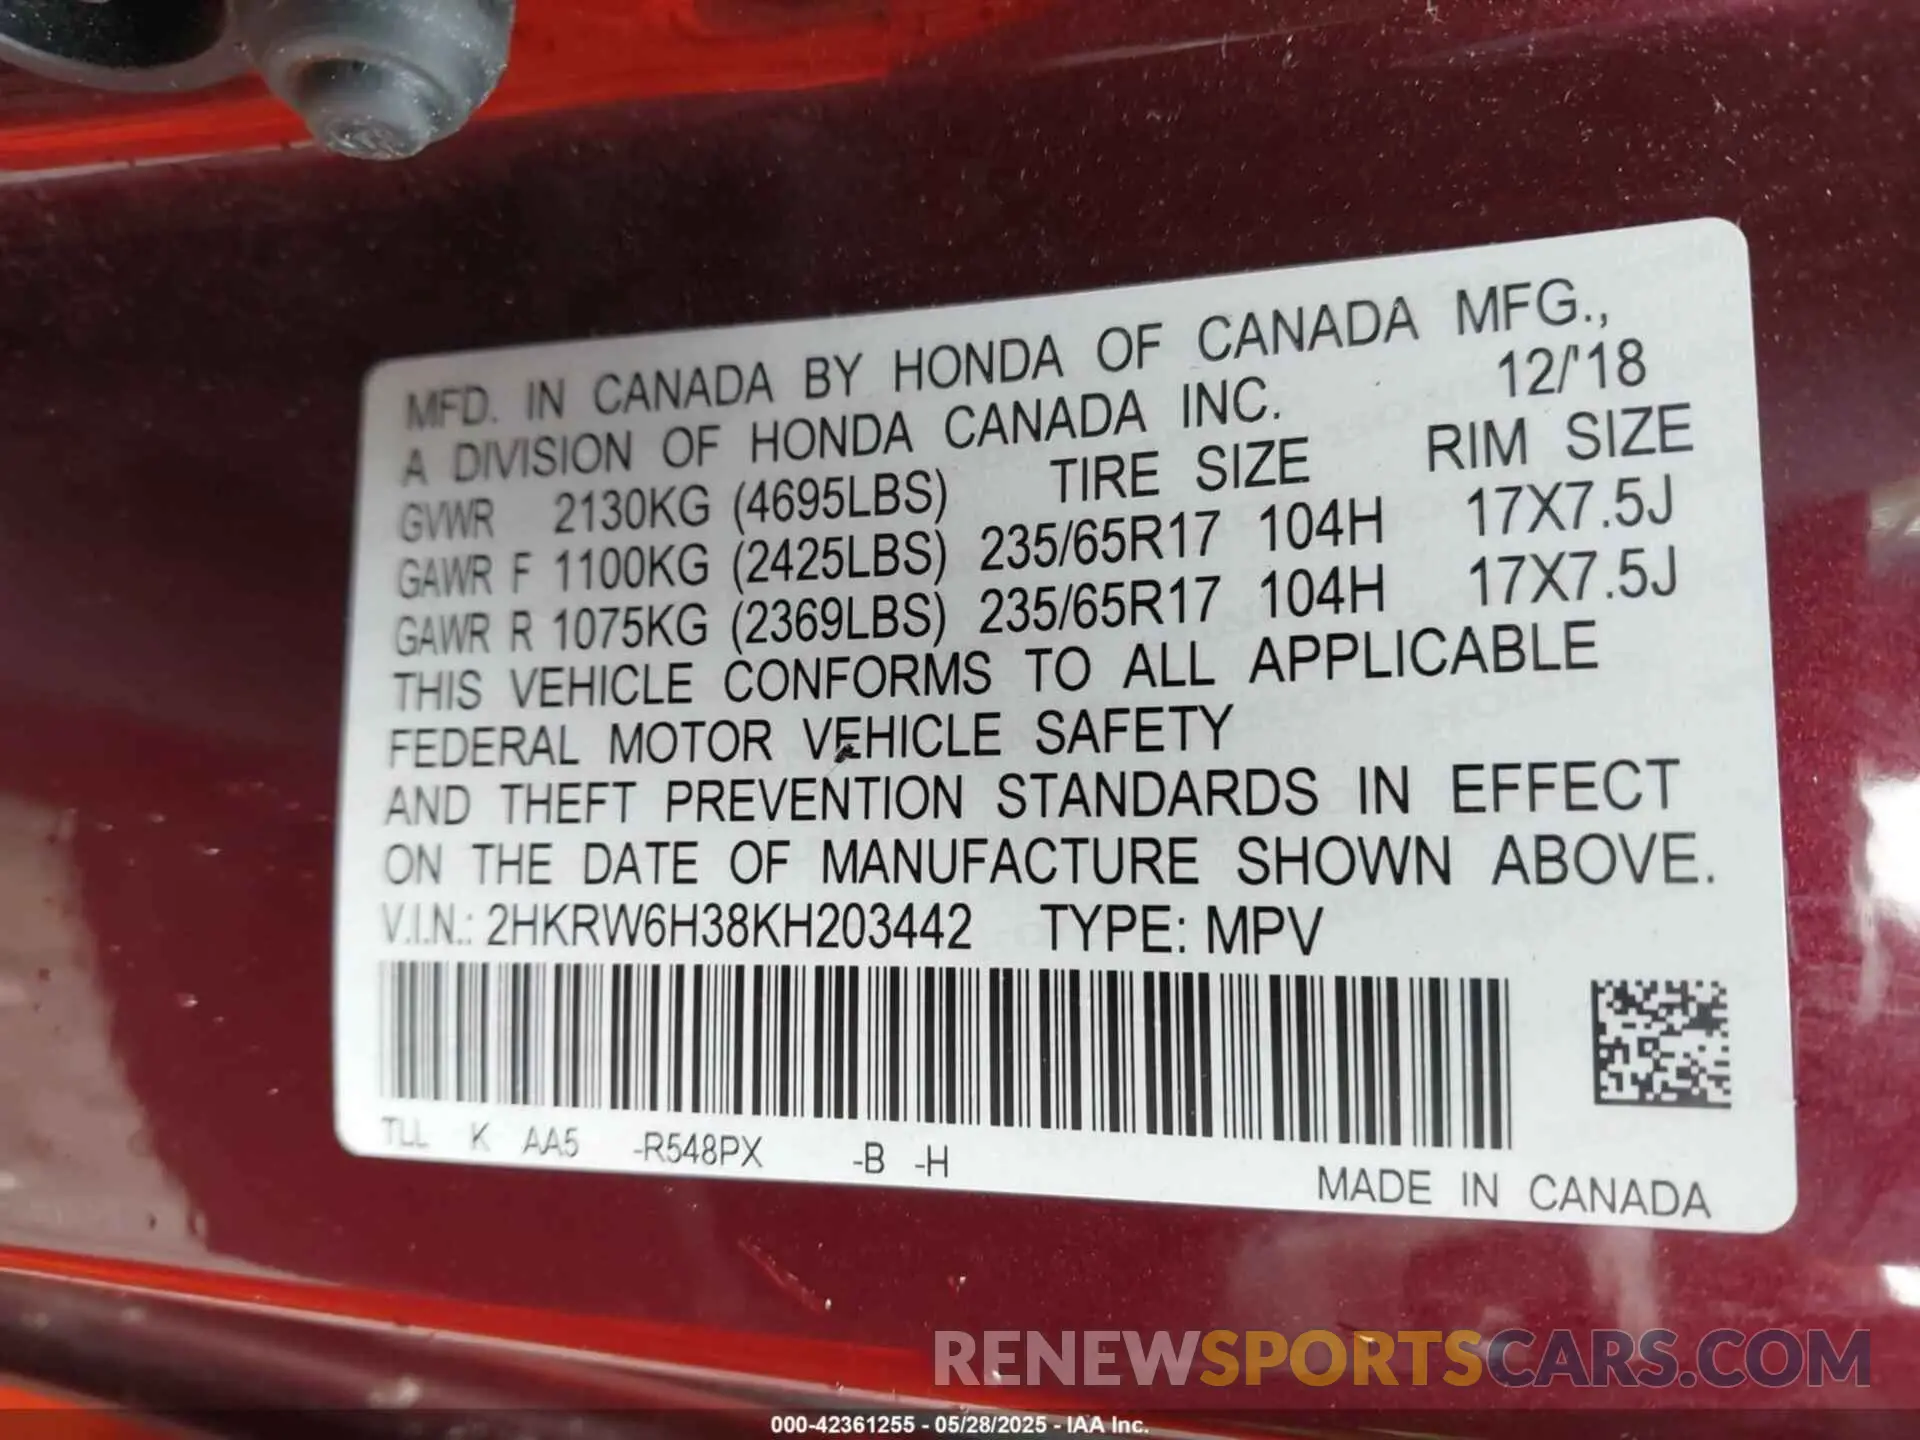 MFD. IN CANADA BY HONDA OF CANADA MFG.,
A DIVISION OF HONDA CANADA INC. 12/'18
GVWR 2130KG (4695LBS) TIRE SIZE RIM SIZE
GAWR F 1100KG (2425LBS) 235/65R17 104H 17X7.5J
GAWR R 1075KG (2369LBS) 235/65R17 104H 17X7.5J
THIS VEHICLE CONFORMS TO ALL APPLICABLE
FEDERAL MOTOR VEHICLE SAFETY
AND THEFT PREVENTION STANDARDS IN EFFECT
ON THE DATE OF MANUFACTURE SHOWN ABOVE.
V.I.N.: 2HKRW6H38KH203442 TYPE: MPV
TLL K AA5 -R548PX -B -H
MADE IN CANADA
RENEWSPORTSCARS.COM
000-42361255 - 05/28/2025 - IAA Inc.